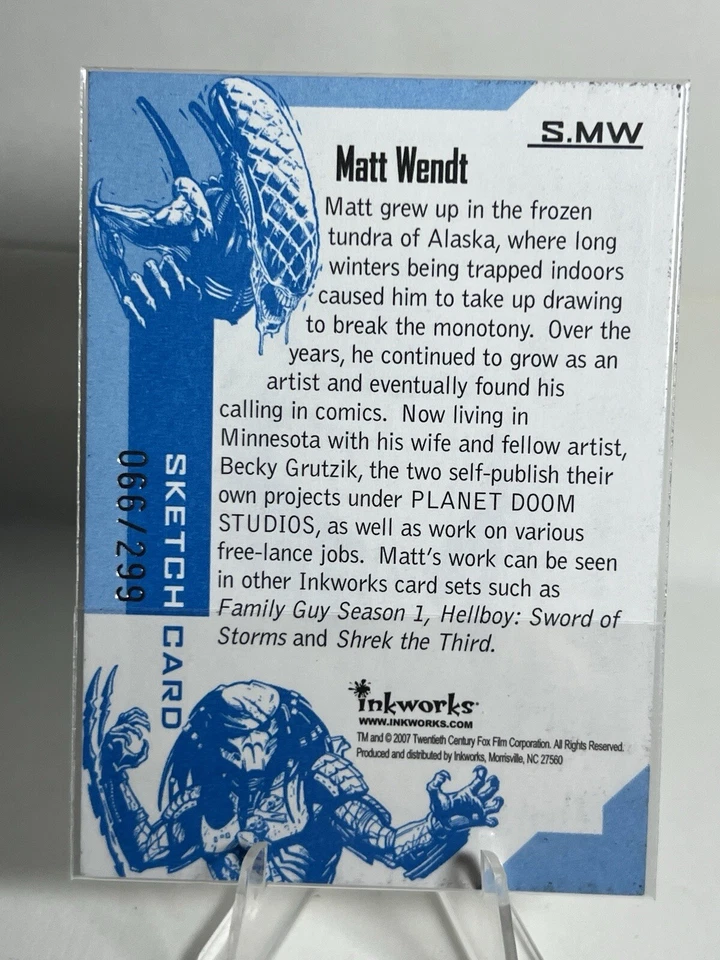 S.MW
Matt Wendt
Matt grew up in the frozen
tundra of Alaska, where long
winters being trapped indoors
caused him to take up drawing
to break the monotony. Over the
years, he continued to grow as an
artist and eventually found his
calling in comics. Now living in
Minnesota with his wife and fellow artist,
Becky Grutzik, the two self-publish their
own projects under PLANET DOOM
STUDIOS, as well as work on various
free-lance jobs. Matt's work can be seen
in other Inkworks card sets such as
Family Guy Season 1, Hellboy: Sword of
Storms and Shrek the Third.
066/299
SKETCH CARD
inkworks
WWW.INKWORKS.COM
TM and © 2007 Twentieth Century Fox Film Corporation. All Rights Reserved.
Produced and distributed by Inkworks, Morrisville, NC 27560